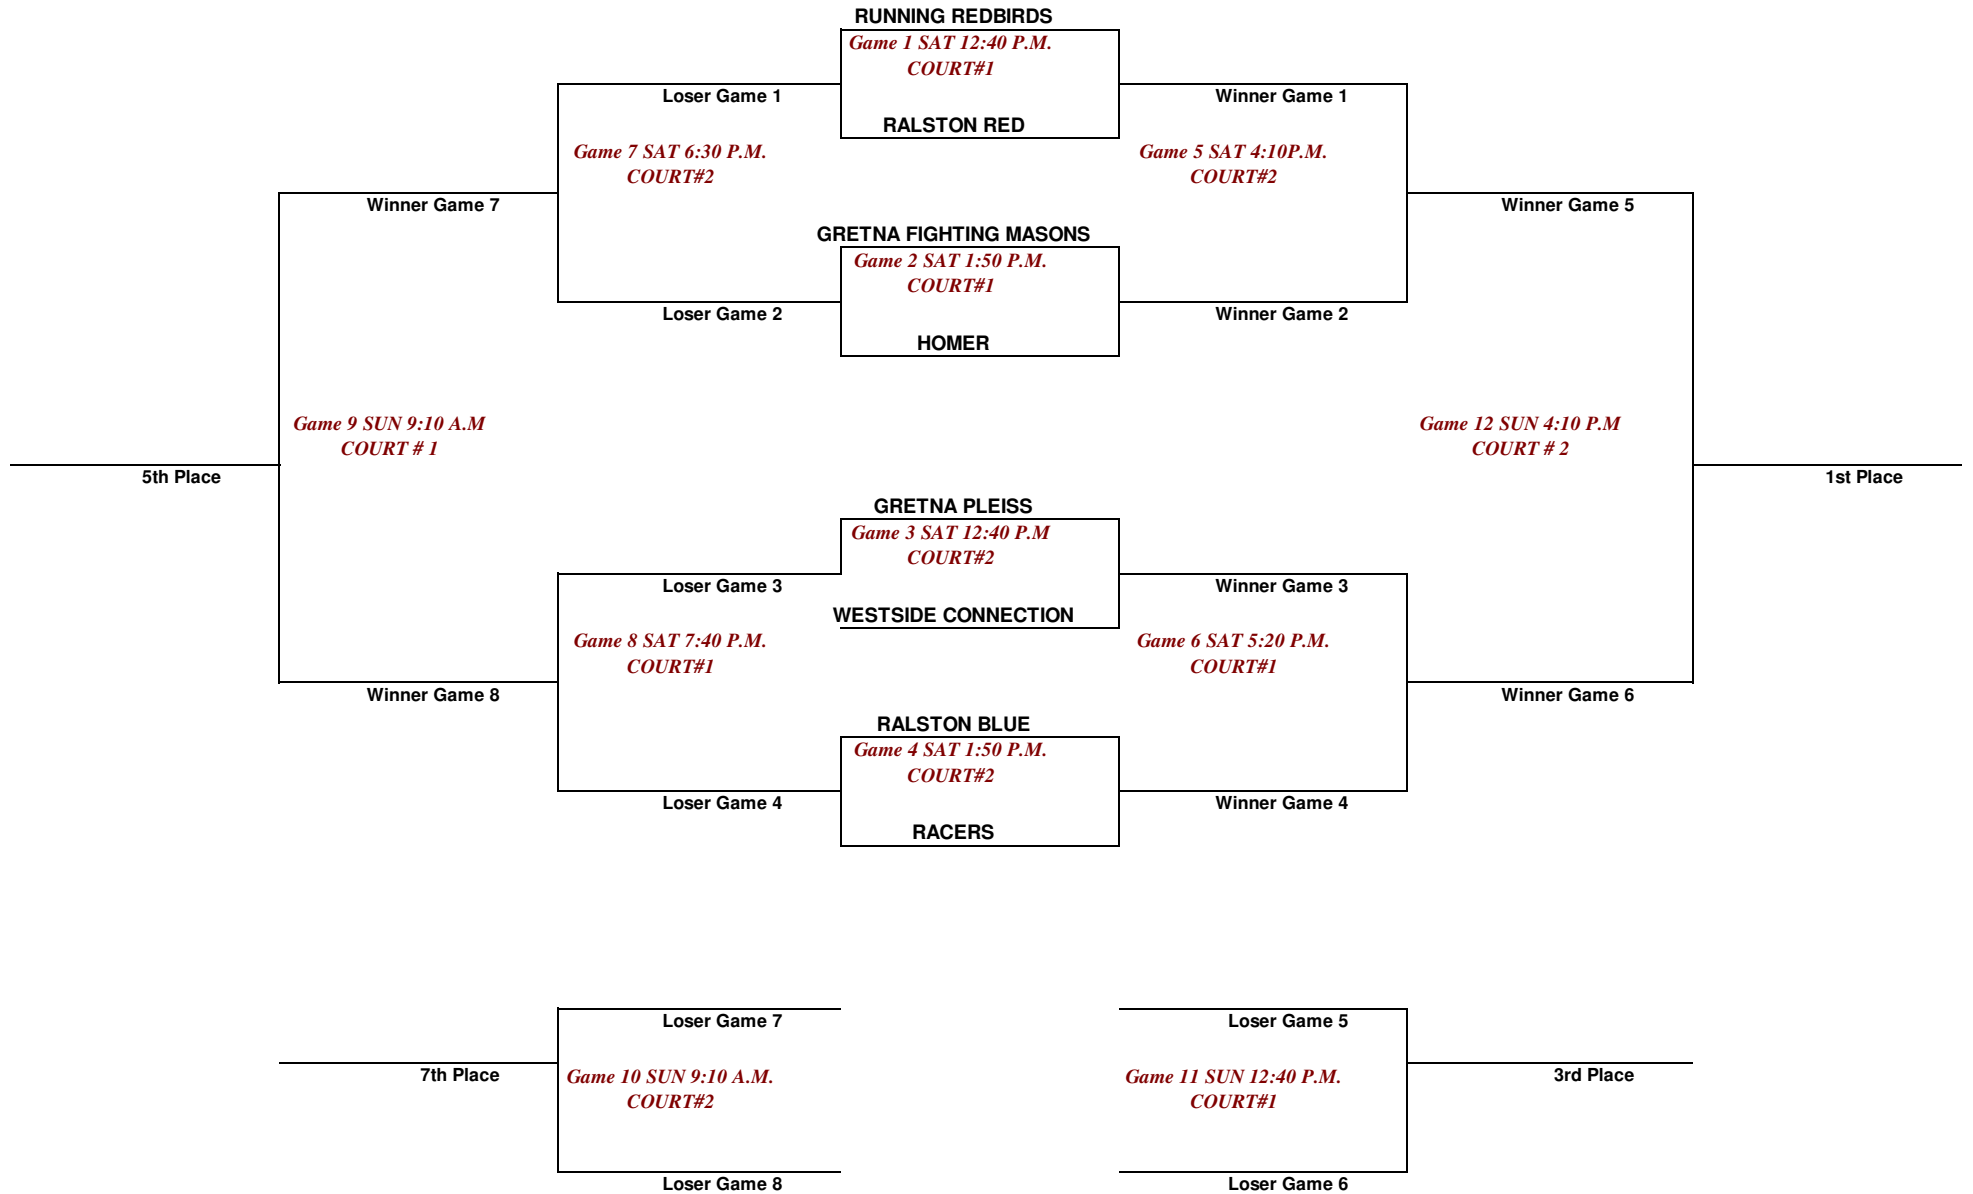 RUNNING REDBIRDS
Game 1 SAT 12:40 P.M.
COURT#1
Loser Game 1
Winner Game 1
RALSTON RED
Game 7 SAT 6:30 P.M.
COURT#2
Game 5 SAT 4:10P.M.
COURT#2
Winner Game 7
Winner Game 5
GRETNA FIGHTING MASONS
Game 2 SAT 1:50 P.M.
COURT#1
Loser Game 2
Winner Game 2
HOMER
Game 9 SUN 9:10 A.M
COURT # 1
Game 12 SUN 4:10 P.M
COURT # 2
5th Place
1st Place
GRETNA PLEISS
Game 3 SAT 12:40 P.M
COURT#2
Loser Game 3
Winner Game 3
WESTSIDE CONNECTION
Game 8 SAT 7:40 P.M.
COURT#1
Game 6 SAT 5:20 P.M.
COURT#1
Winner Game 8
Winner Game 6
RALSTON BLUE
Game 4 SAT 1:50 P.M.
COURT#2
Loser Game 4
Winner Game 4
RACERS
Loser Game 7
Loser Game 5
7th Place
Game 10 SUN 9:10 A.M.
COURT#2
Game 11 SUN 12:40 P.M.
COURT#1
3rd Place
Loser Game 8
Loser Game 6